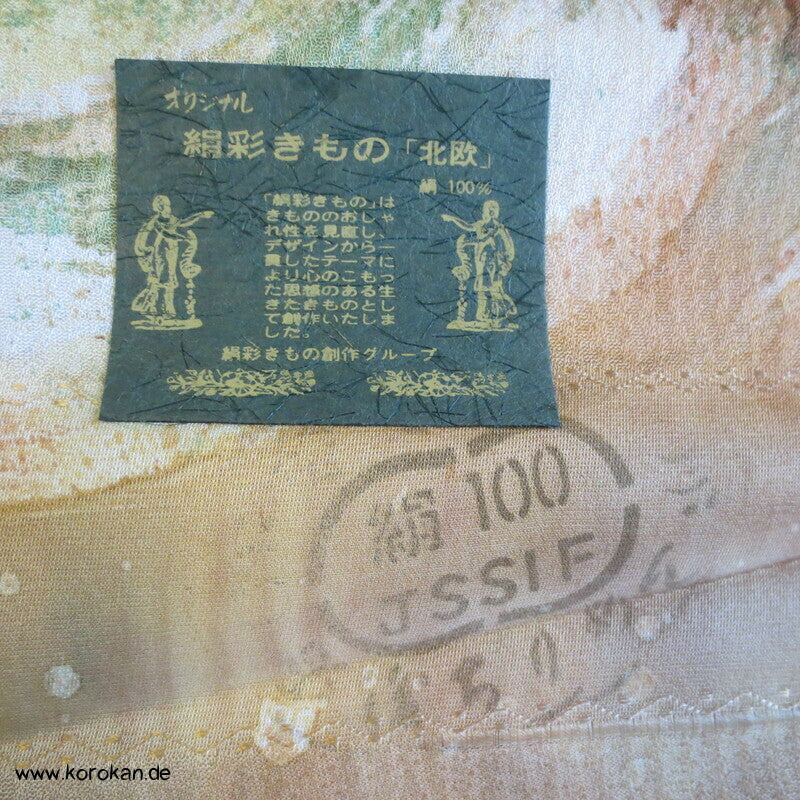 オリジナル
絹彩きもの「北欧」
絹 100%
「絹彩きもの」は
きもののおしゃ
れ性を見直し、
デザインから一
貫したテーマに
より心のこもっ
た思想のある生
きたきものとし
て創作いたしま
した。
絹彩きもの創作グループ
絹 100
JSSIF
www.korokan.de